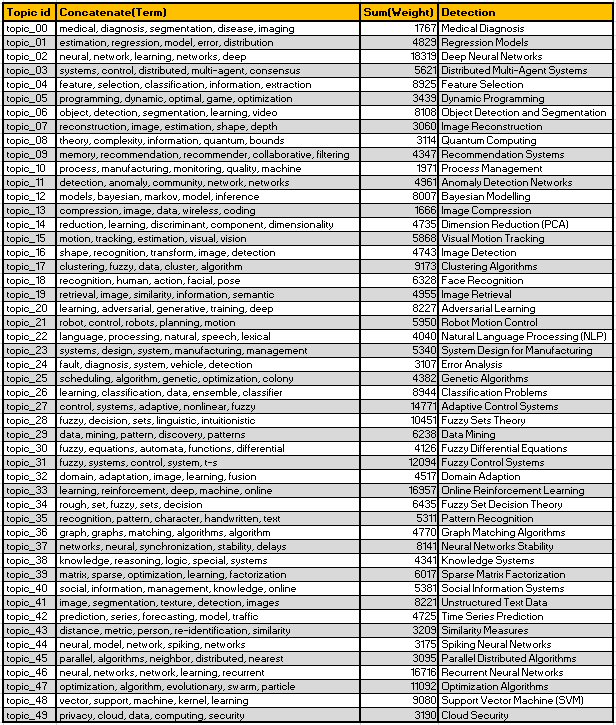 Topic id Concatenate(Term) Sum(Weight) Detection
topic_00 medical, diagnosis, segmentation, disease, imaging 1767 Medical Diagnosis
topic_01 estimation, regression, model, error, distribution 4829 Regression Models
topic_02 neural, network, learning, networks, deep 18319 Deep Neural Networks
topic_03 systems, control, distributed, multi-agent, consensus 5621 Distributed Multi-Agent Systems
topic_04 feature, selection, classification, information, extraction 8925 Feature Selection
topic_05 programming, dynamic, optimal, game, optimization 3439 Dynamic Programming
topic_06 object, detection, segmentation, learning, video 8108 Object Detection and Segmentation
topic_07 reconstruction, image, estimation, shape, depth 3060 Image Reconstruction
topic_08 theory, complexity, information, quantum, bounds 3114 Quantum Computing
topic_09 memory, recommendation, recommender, collaborative, filtering 4347 Recommendation Systems
topic_10 process, manufacturing, monitoring, quality, machine 1971 Process Management
topic_11 detection, anomaly, community, network, networks 4961 Anomaly Detection Networks
topic_12 models, bayesian, markov, model, inference 8007 Bayesian Modelling
topic_13 compression, image, data, wireless, coding 1666 Image Compression
topic_14 reduction, learning, discriminant, component, dimensionality 4735 Dimension Reduction (PCA)
topic_15 motion, tracking, estimation, visual, vision 5868 Visual Motion Tracking
topic_16 shape, recognition, transform, image, detection 4743 Image Detection
topic_17 clustering, fuzzy, data, cluster, algorithm 9173 Clustering Algorithms
topic_18 recognition, human, action, facial, pose 6328 Face Recognition
topic_19 retrieval, image, similarity, information, semantic 4955 Image Retrieval
topic_20 learning, adversarial, generative, training, deep 8227 Adversarial Learning
topic_21 robot, control, robots, planning, motion 5950 Robot Motion Control
topic_22 language, processing, natural, speech, lexical 4040 Natural Language Processing (NLP)
topic_23 systems, design, system, manufacturing, management 5340 System Design for Manufacturing
topic_24 fault, diagnosis, system, vehicle, detection 3107 Error Analysis
topic_25 scheduling, algorithm, genetic, optimization, colony 4382 Genetic Algorithms
topic_26 learning, classification, data, ensemble, classifier 8944 Classification Problems
topic_27 control, systems, adaptive, nonlinear, fuzzy 14771 Adaptive Control Systems
topic_28 fuzzy, decision, sets, linguistic, intuitionistic 10451 Fuzzy Sets Theory
topic_29 data, mining, pattern, discovery, patterns 6238 Data Mining
topic_30 fuzzy, equations, automata, functions, differential 4126 Fuzzy Differential Equations
topic_31 fuzzy, systems, control, system, t-s 12094 Fuzzy Control Systems
topic_32 domain, adaptation, image, learning, fusion 4517 Domain Adaption
topic_33 learning, reinforcement, deep, machine, online 16957 Online Reinforcement Learning
topic_34 rough, set, fuzzy, sets, decision 6435 Fuzzy Set Decision Theory
topic_35 recognition, pattern, character, handwritten, text 5311 Pattern Recognition
topic_36 graph, graphs, matching, algorithms, algorithm 4770 Graph Matching Algorithms
topic_37 networks, neural, synchronization, stability, delays 8141 Neural Networks Stability
topic_38 knowledge, reasoning, logic, special, systems 4341 Knowledge Systems
topic_39 matrix, sparse, optimization, learning, factorization 6017 Sparse Matrix Factorization
topic_40 social, information, management, knowledge, online 5381 Social Information Systems
topic_41 image, segmentation, texture, detection, images 8221 Unstructured Text Data
topic_42 prediction, series, forecasting, model, traffic 4725 Time Series Prediction
topic_43 distance, metric, person, re-identification, similarity 3209 Similarity Measures
topic_44 neural, model, network, spiking, networks 3175 Spiking Neural Networks
topic_45 parallel, algorithms, neighbor, distributed, nearest 3095 Parallel Distributed Algorithms
topic_46 neural, networks, network, learning, recurrent 16716 Recurrent Neural Networks
topic_47 optimization, algorithm, evolutionary, swarm, particle 11092 Optimization Algorithms
topic_48 vector, support, machine, kernel, learning 9080 Support Vector Machine (SVM)
topic_49 privacy, cloud, data, computing, security 3190 Cloud Security